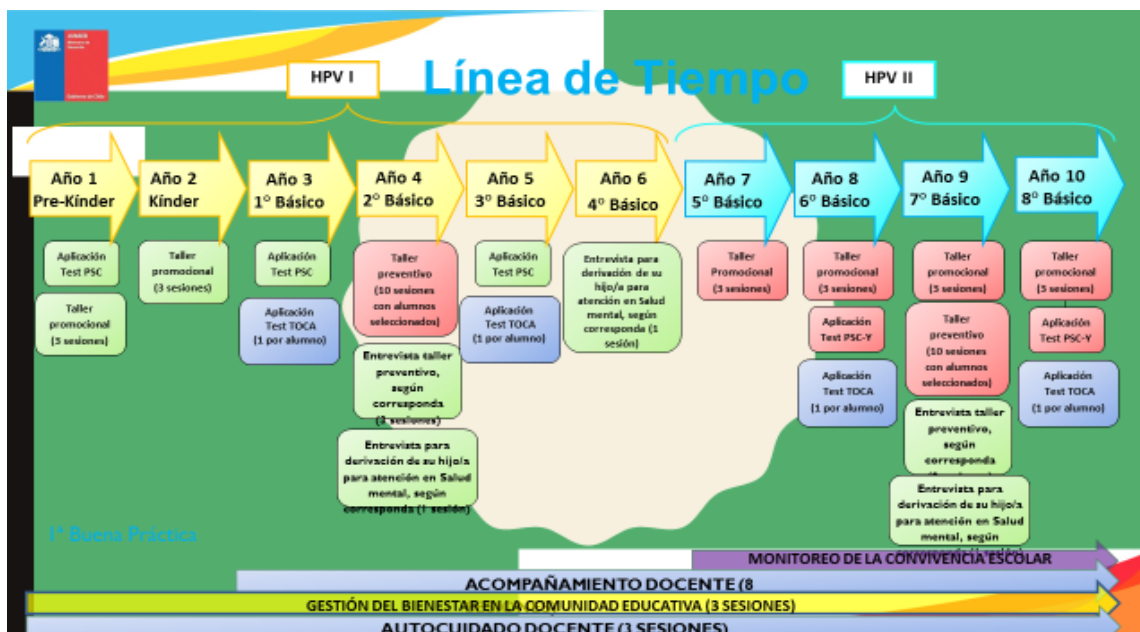 JUNAEB
Gobierno de Chile
HPV I
Línea de Tiempo
HPV II
Año 1
Pre-Kínder
Año 2
Kínder
Año 3
1° Básico
Año 4
2° Básico
Año 5
3° Básico
Año 6
4° Básico
Año 7
5° Básico
Año 8
6° Básico
Año 9
7° Básico
Año 10
8° Básico
Aplicación
Test PSC
Taller
promocional
(3 sesiones)
Taller
promocional
(3 sesiones)
Aplicación
Test PSC
Aplicación
Test TOCA
(1 por alumno)
Taller
preventivo
(10 sesiones
con alumnos
seleccionados)
Entrevista taller
preventivo,
según
corresponda
sesiones)
Entrevista para
derivación de su hijo/a
para atención en Salud
mental, según
corresponda (1 sesión)
Aplicación
Test PSC
Aplicación
Test TOCA
(1 por alumno)
Entrevista para
derivación de su
hijo/a para
atención en Salud
mental, según
corresponda (1
sesión)
Taller
Promocional
(3 sesiones)
Taller
promocional
(3 sesiones)
Aplicación
Test PSC-Y
Aplicación
Test TOCA
(1 por alumno)
Taller
promocional
(3 sesiones)
Taller
preventivo
(10 sesiones
con alumnos
seleccionados)
Entrevista taller
preventivo,
según
corresponda
Entrevista para
derivación de su hijo/a
para atención en Salud
mental, según
Taller
promocional
(3 sesiones)
Aplicación
Test PSC-Y
Aplicación
Test TOCA
(1 por alumno)
1° Buena Práctica
MONITOREO DE LA CONVIVENCIA ESCOLAR
ACOMPAÑAMIENTO DOCENTE (8
GESTIÓN DEL BIENESTAR EN LA COMUNIDAD EDUCATIVA (3 SESIONES)
AUTOCUIDADO DOCENTE (3 SESIONES)